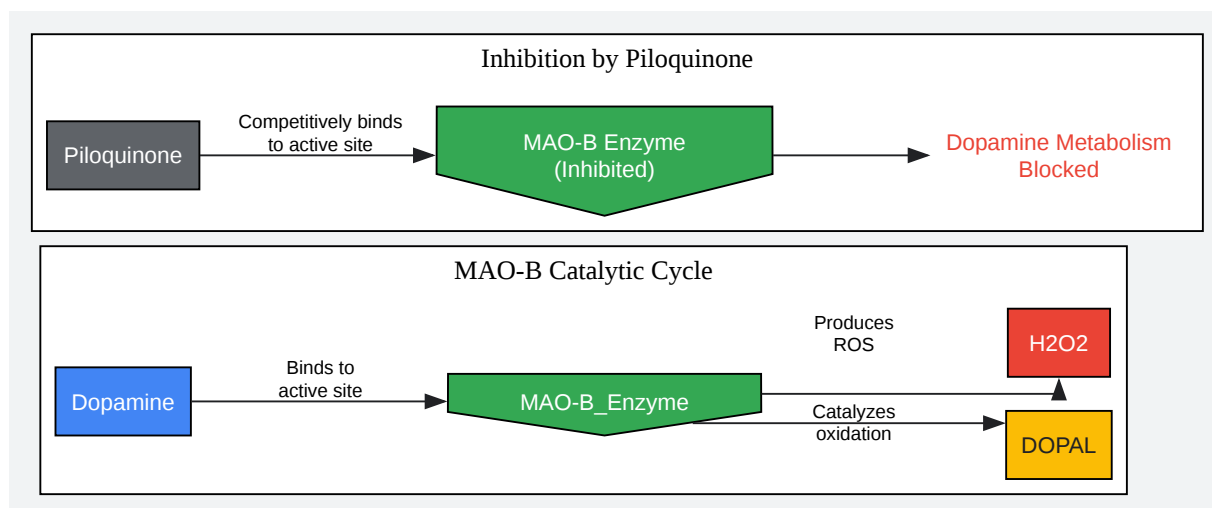 Inhibition by Piloquinone
Piloquinone
Competitively binds
to active site
MAO-B Enzyme
(Inhibited)
Dopamine Metabolism
Blocked
MAO-B Catalytic Cycle
Dopamine
Binds to
active site
MAO-B_Enzyme
Produces
ROS
H2O2
Catalyzes
oxidation
DOPAL